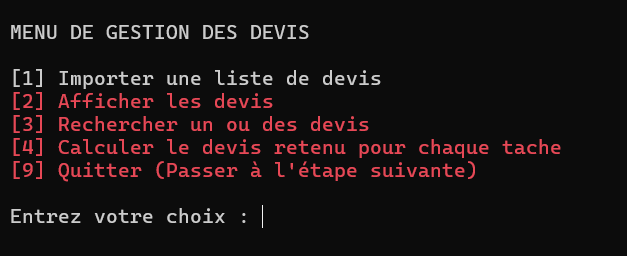 MENU DE GESTION DES DEVIS
[1] Importer une liste de devis
[2] Afficher les devis
[3] Rechercher un ou des devis
[4] Calculer le devis retenu pour chaque tache
[9] Quitter (Passer à l'étape suivante)
Entrez votre choix :